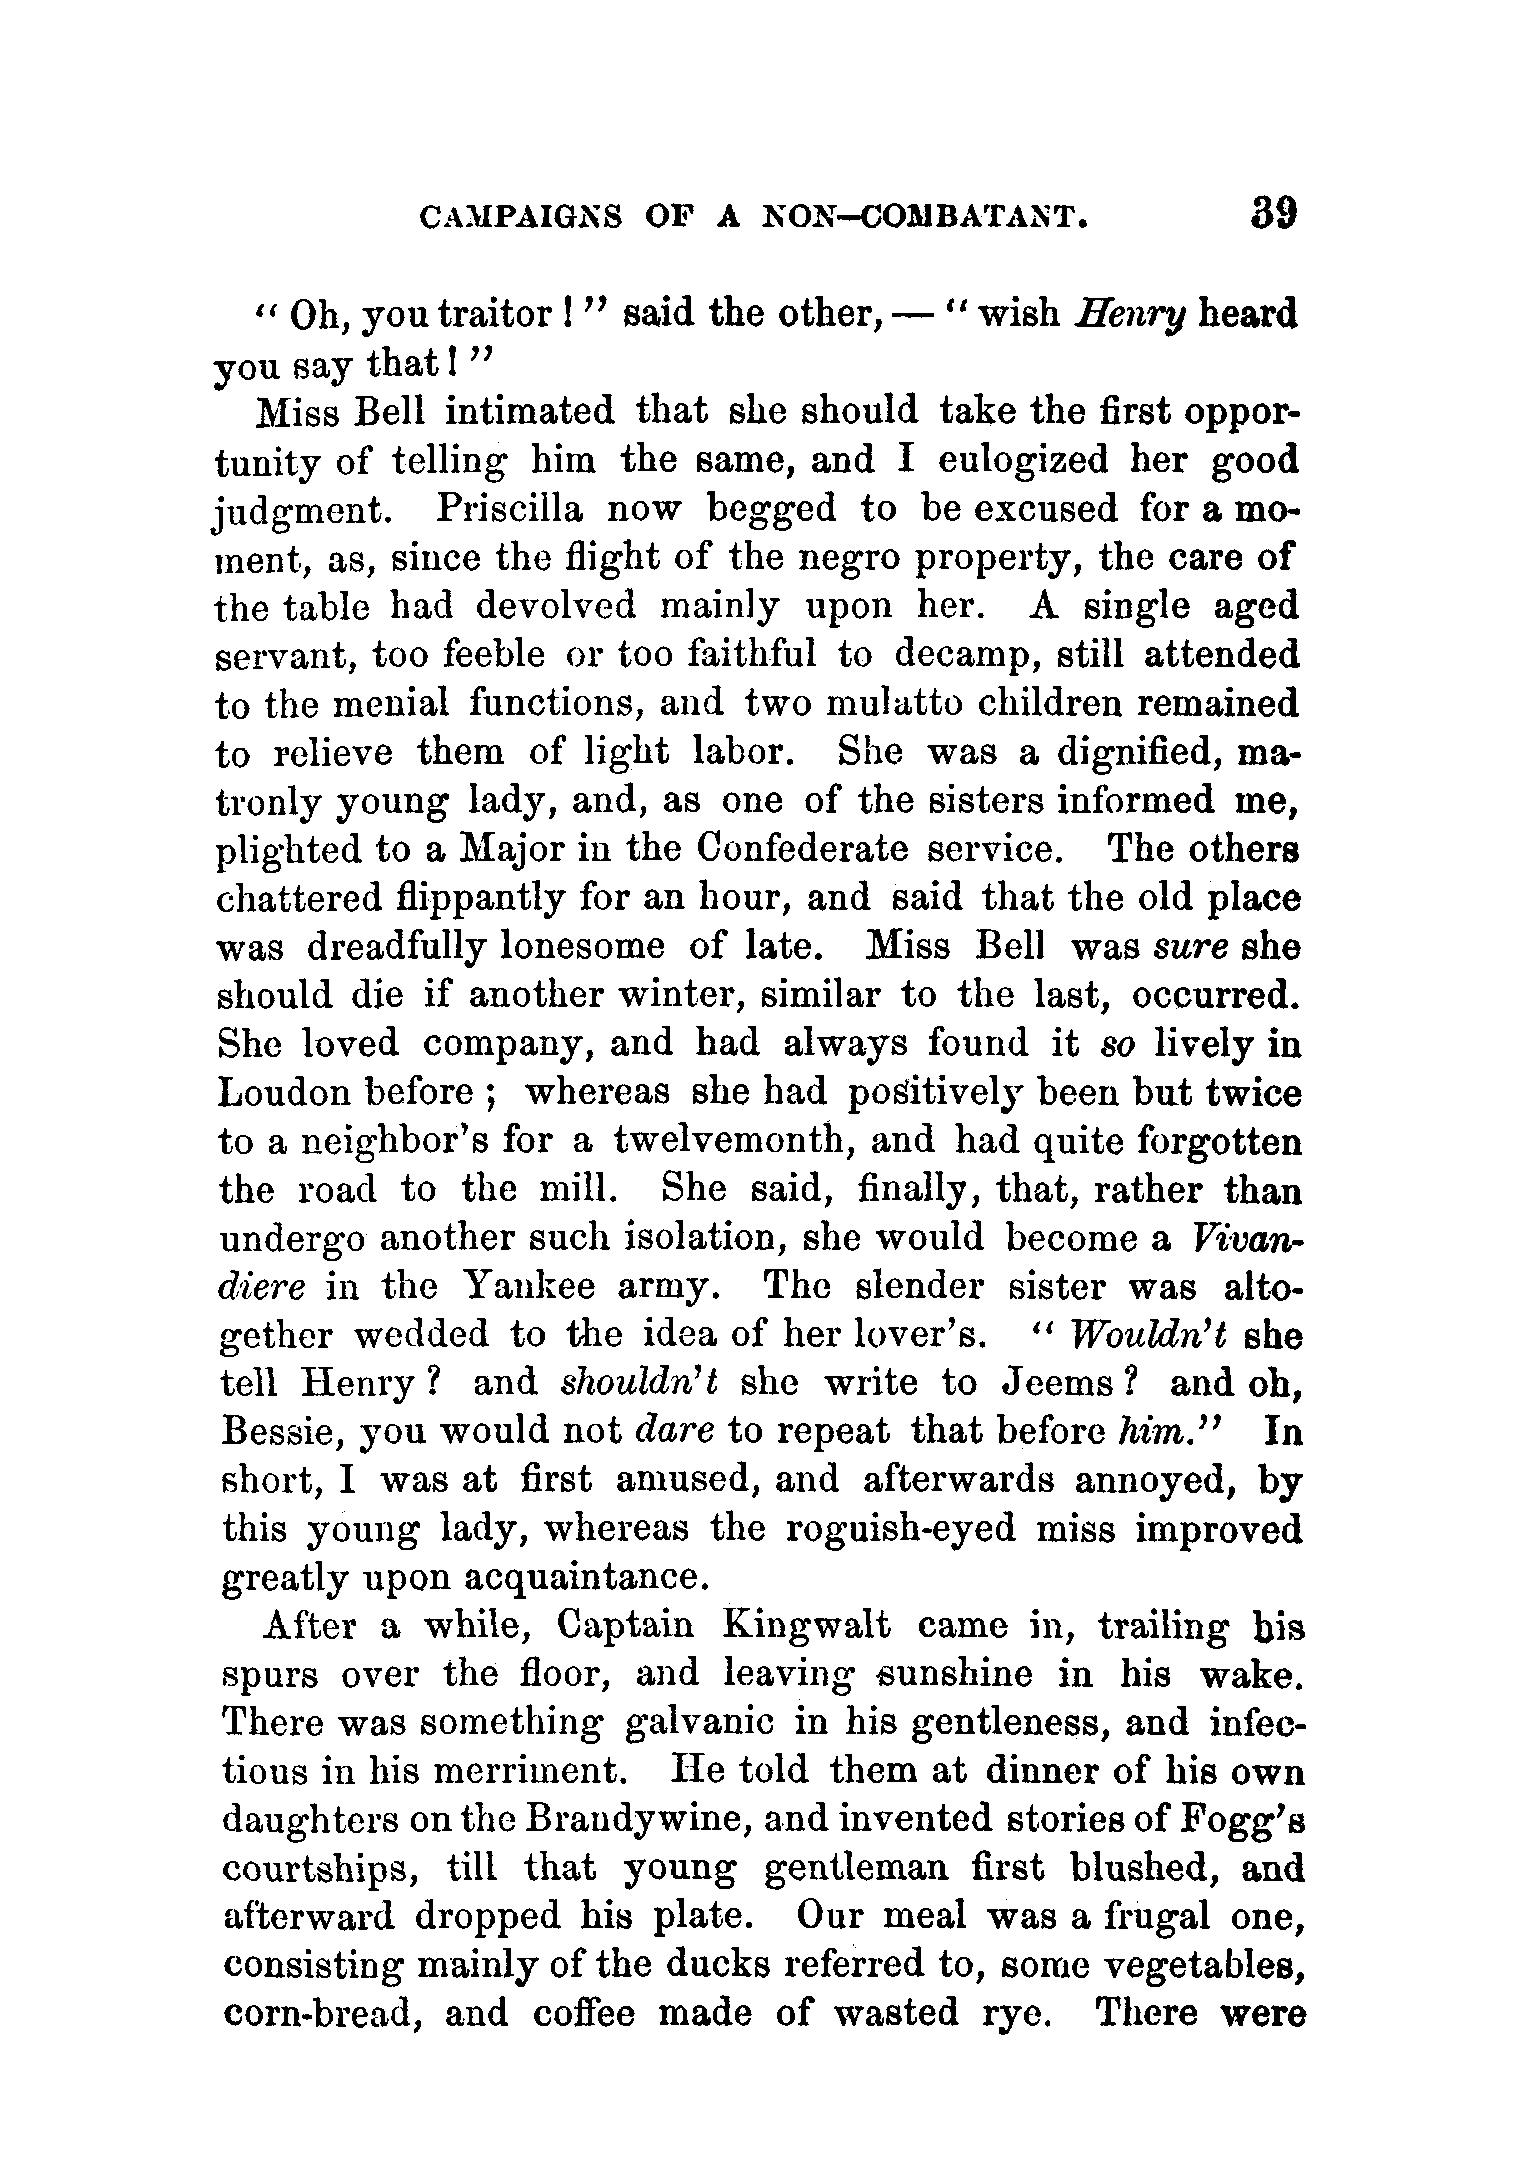 CAMPAIGNS OF A NON-COMBATANT. 39
"Oh, you traitor!" said the other,—"wish Henry heard
you say that!"
Miss Bell intimated that she should take the first oppor-
tunity of telling him the same, and I eulogized her good
judgment. Priscilla now begged to be excused for a mo-
ment, as, since the flight of the negro property, the care of
the table had devolved mainly upon her. A single aged
servant, too feeble or too faithful to decamp, still attended
to the menial functions, and two mulatto children remained
to relieve them of light labor. She was a dignified, ma-
tronly young lady, and, as one of the sisters informed me,
plighted to a Major in the Confederate service. The others
chattered flippantly for an hour, and said that the old place
was dreadfully lonesome of late. Miss Bell was sure she
should die if another winter, similar to the last, occurred.
She loved company, and had always found it so lively in
Loudon before; whereas she had positively been but twice
to a neighbor's for a twelvemonth, and had quite forgotten
the road to the mill. She said, finally, that, rather than
undergo another such isolation, she would become a Vivan-
diere in the Yankee army. The slender sister was alto-
gether wedded to the idea of her lover's. "Wouldn't she
tell Henry? and shouldn't she write to Jeems? and oh,
Bessie, you would not dare to repeat that before him." In
short, I was at first amused, and afterwards annoyed, by
this young lady, whereas the roguish-eyed miss improved
greatly upon acquaintance.
After a while, Captain Kingwalt came in, trailing his
spurs over the floor, and leaving sunshine in his wake.
There was something galvanic in his gentleness, and infec-
tious in his merriment. He told them at dinner of his own
daughters on the Brandywine, and invented stories of Fogg's
courtships, till that young gentleman first blushed, and
afterward dropped his plate. Our meal was a frugal one,
consisting mainly of the ducks referred to, some vegetables,
corn-bread, and coffee made of wasted rye. There were